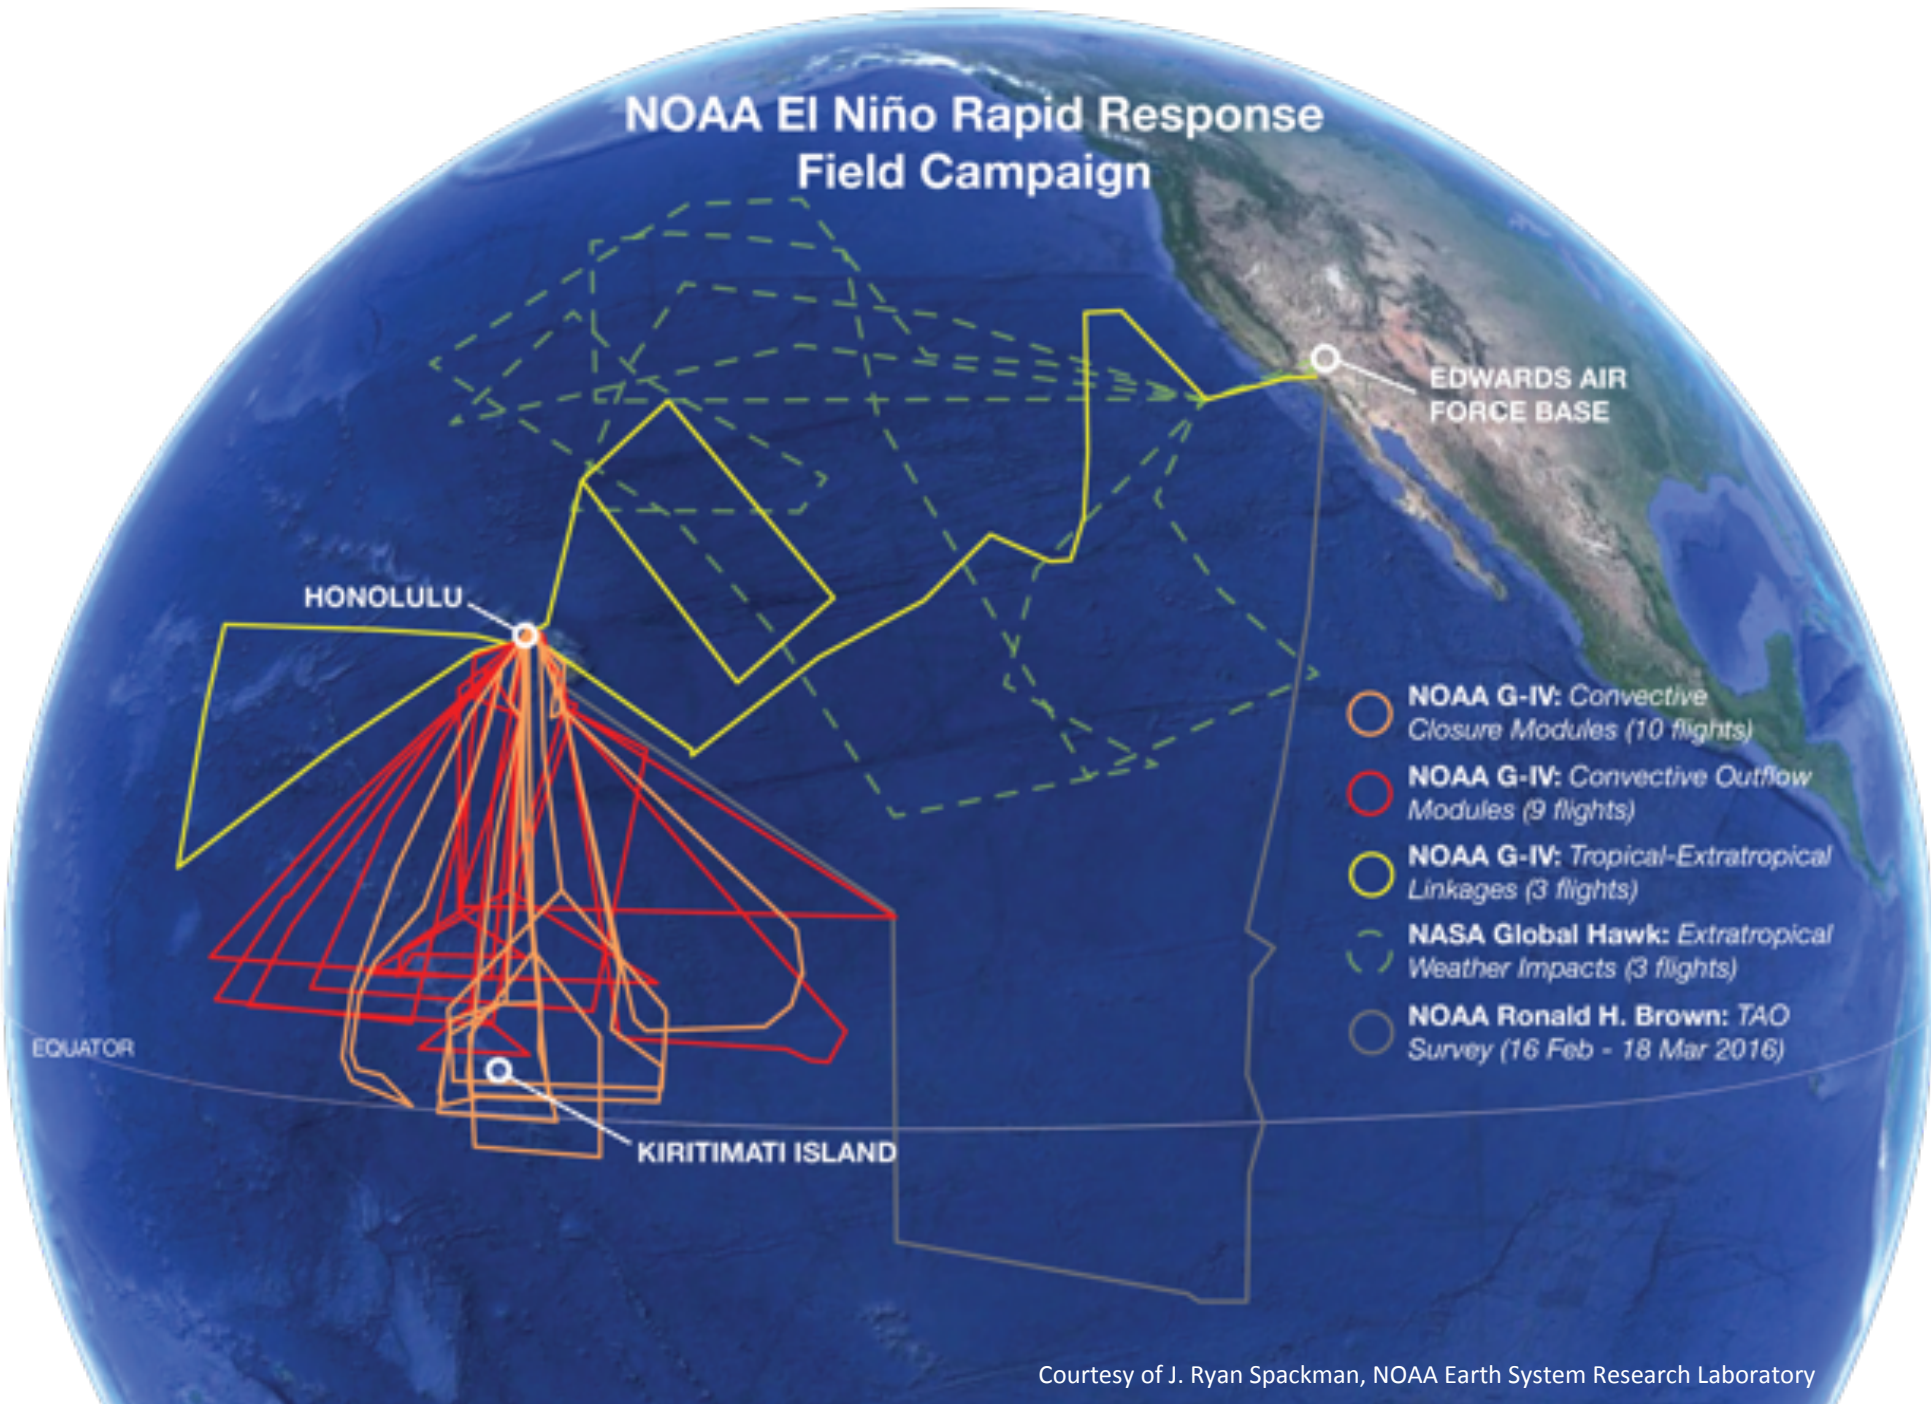 NOAA El Niño Rapid Response
Field Campaign
EDWARDS AIR
FORCE BASE
HONOLULU
NOAA G-IV: Convective
Closure Modules (10 flights)
NOAA G-IV: Convective Outflow
Modules (9 flights)
NOAA G-IV: Tropical-Extratropical
Linkages (3 flights)
NASA Global Hawk: Extratropical
Weather Impacts (3 flights)
NOAA Ronald H. Brown: TAO
Survey (16 Feb - 18 Mar 2016)
EQUATOR
KIRITIMATI ISLAND
Courtesy of J. Ryan Spackman, NOAA Earth System Research Laboratory